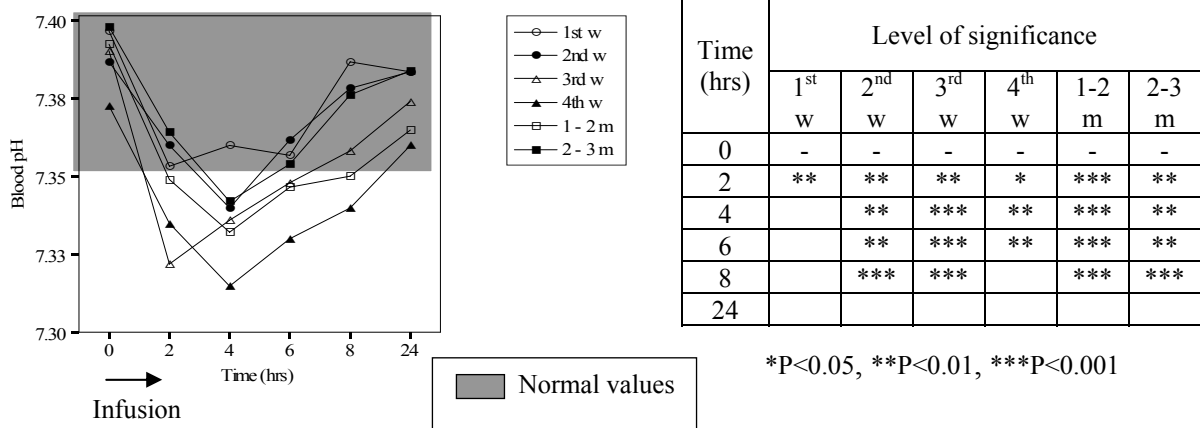 7.40
7.38
7.35
7.33
7.30
Blood pH
0 2 4 6 8 24
Time (hrs)
Infusion
1st w
2nd w
3rd w
4th w
1 - 2 m
2 - 3 m
Normal values
Time (hrs) Level of significance
1st w 2nd w 3rd w 4th w 1-2 m 2-3 m
0 - - - - - -
2 ** ** ** * *** **
4 ** *** ** *** **
6 ** *** ** *** **
8 *** *** *** ***
24
*P<0.05, **P<0.01, ***P<0.001